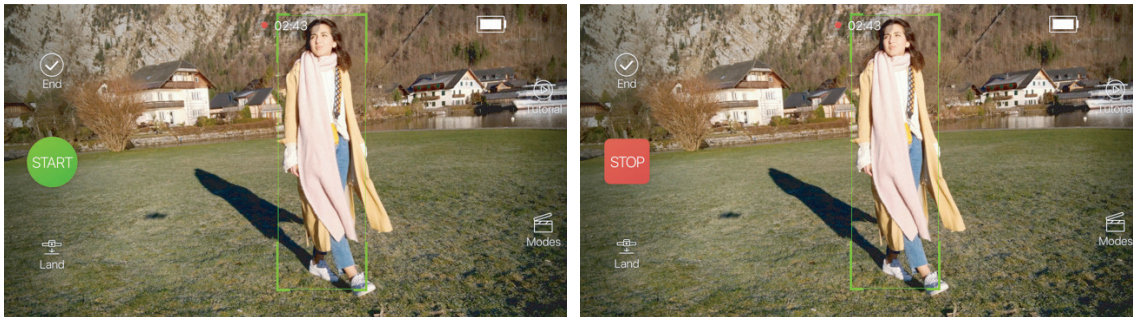 02:43
End
Tutorial
START
Land
Modes
02:43
End
Tutorial
STOP
Land
Modes